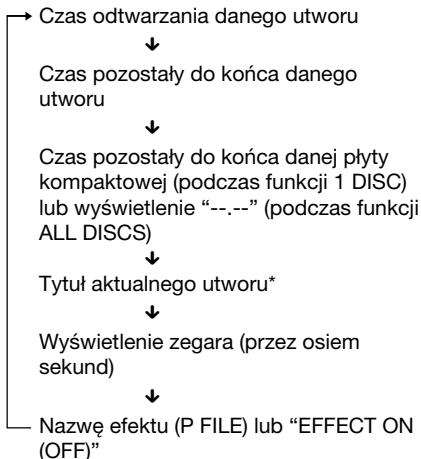 Czas odtwarzania danego utworu
Czas pozostały do końca danego
utworu
Czas pozostały do końca danej płyty
kompaktowej (podczas funkcji 1 DISC)
lub wyświetlenie “--.--” (podczas funkcji
ALL DISCS)
Tytuł aktualnego utworu*
Wyświetlenie zegara (przez osiem
sekund)
Nazwę efektu (P FILE) lub “EFFECT ON
(OFF)”